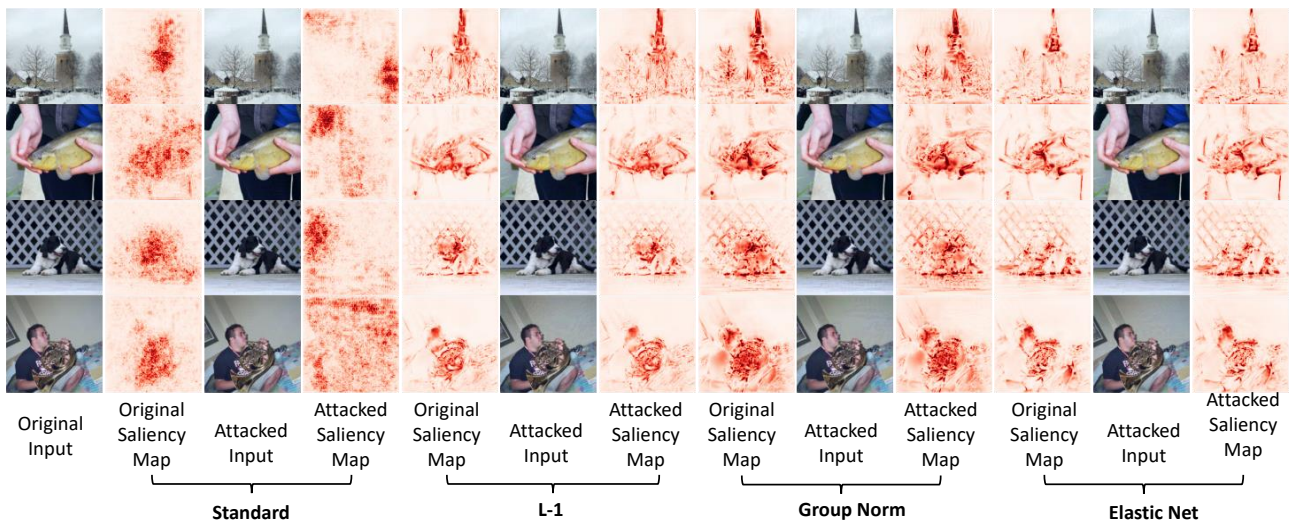 Original
Input
Original
Saliency
Map
Attacked
Input
Attacked
Saliency
Map
Original
Saliency
Map
Attacked
Input
Attacked
Saliency
Map
Original
Saliency
Map
Attacked
Input
Attacked
Saliency
Map
Original
Saliency
Map
Attacked
Input
Attacked
Saliency
Map
Standard
L-1
Group Norm
Elastic Net